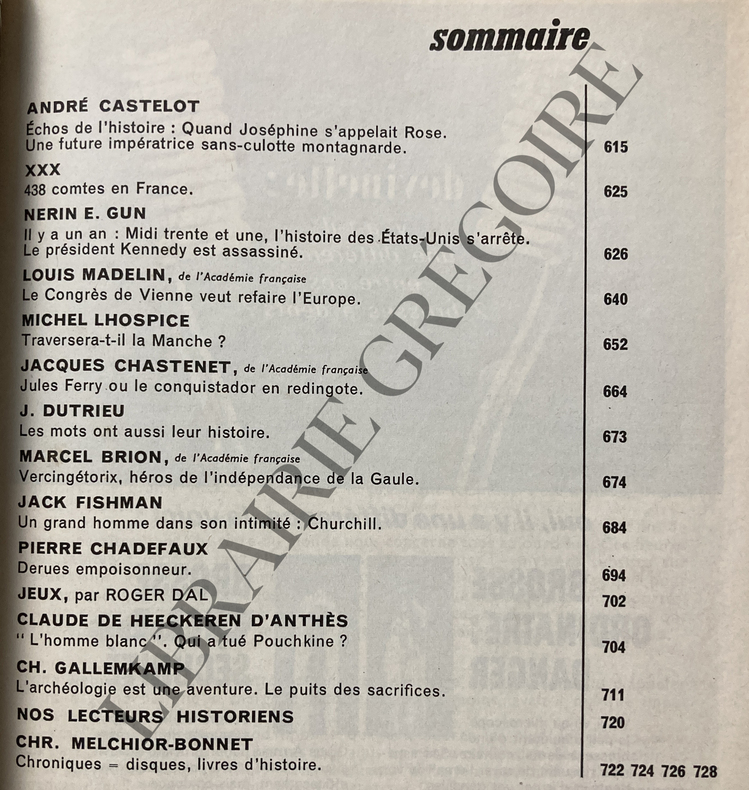 sommaire
ANDRÉ CASTELOT
Échos de l'histoire : Quand Joséphine s'appelait Rose.
Une future impératrice sans-culotte montagnarde. 615
XXX
438 comtes en France. 625
NERIN E. GUN
Il y a un an : Midi trente et une, l'histoire des États-Unis s'arrête.
Le président Kennedy est assassiné. 626
LOUIS MADELIN, de l'Académie française
Le Congrès de Vienne veut refaire l'Europe. 640
MICHEL LHOSPICE
Traversera-t-il la Manche ? 652
JACQUES CHASTENET, de l'Académie française
Jules Ferry ou le conquistador en redingote. 664
J. DUTRIEU
Les mots ont aussi leur histoire. 673
MARCEL BRION, de l'Académie française
Vercingétorix, héros de l'indépendance de la Gaule. 674
JACK FISHMAN
Un grand homme dans son intimité : Churchill. 684
PIERRE CHADEFAUX
Derues empoisonneur. 694
JEUX, par ROGER DAL 702
CLAUDE DE HEECKEREN D'ANTHÈS
“ L'homme blanc ”. Qui a tué Pouchkine ? 704
CH. GALLEMKAMP
L'archéologie est une aventure. Le puits des sacrifices. 711
NOS LECTEURS HISTORIENS 720
CHR. MELCHIOR-BONNET
Chroniques = disques, livres d'histoire. 722 724 726 728
LIBRAIRIE GRÉGOIRE